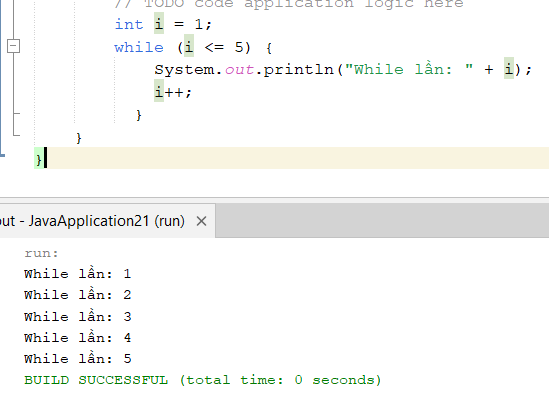 // TODO code application logic here
int i = 1;
while (i <= 5) {
System.out.println("While lần: " + i);
i++;
}
}
}
out - JavaApplication21 (run) ×
run:
While lần: 1
While lần: 2
While lần: 3
While lần: 4
While lần: 5
BUILD SUCCESSFUL (total time: 0 seconds)